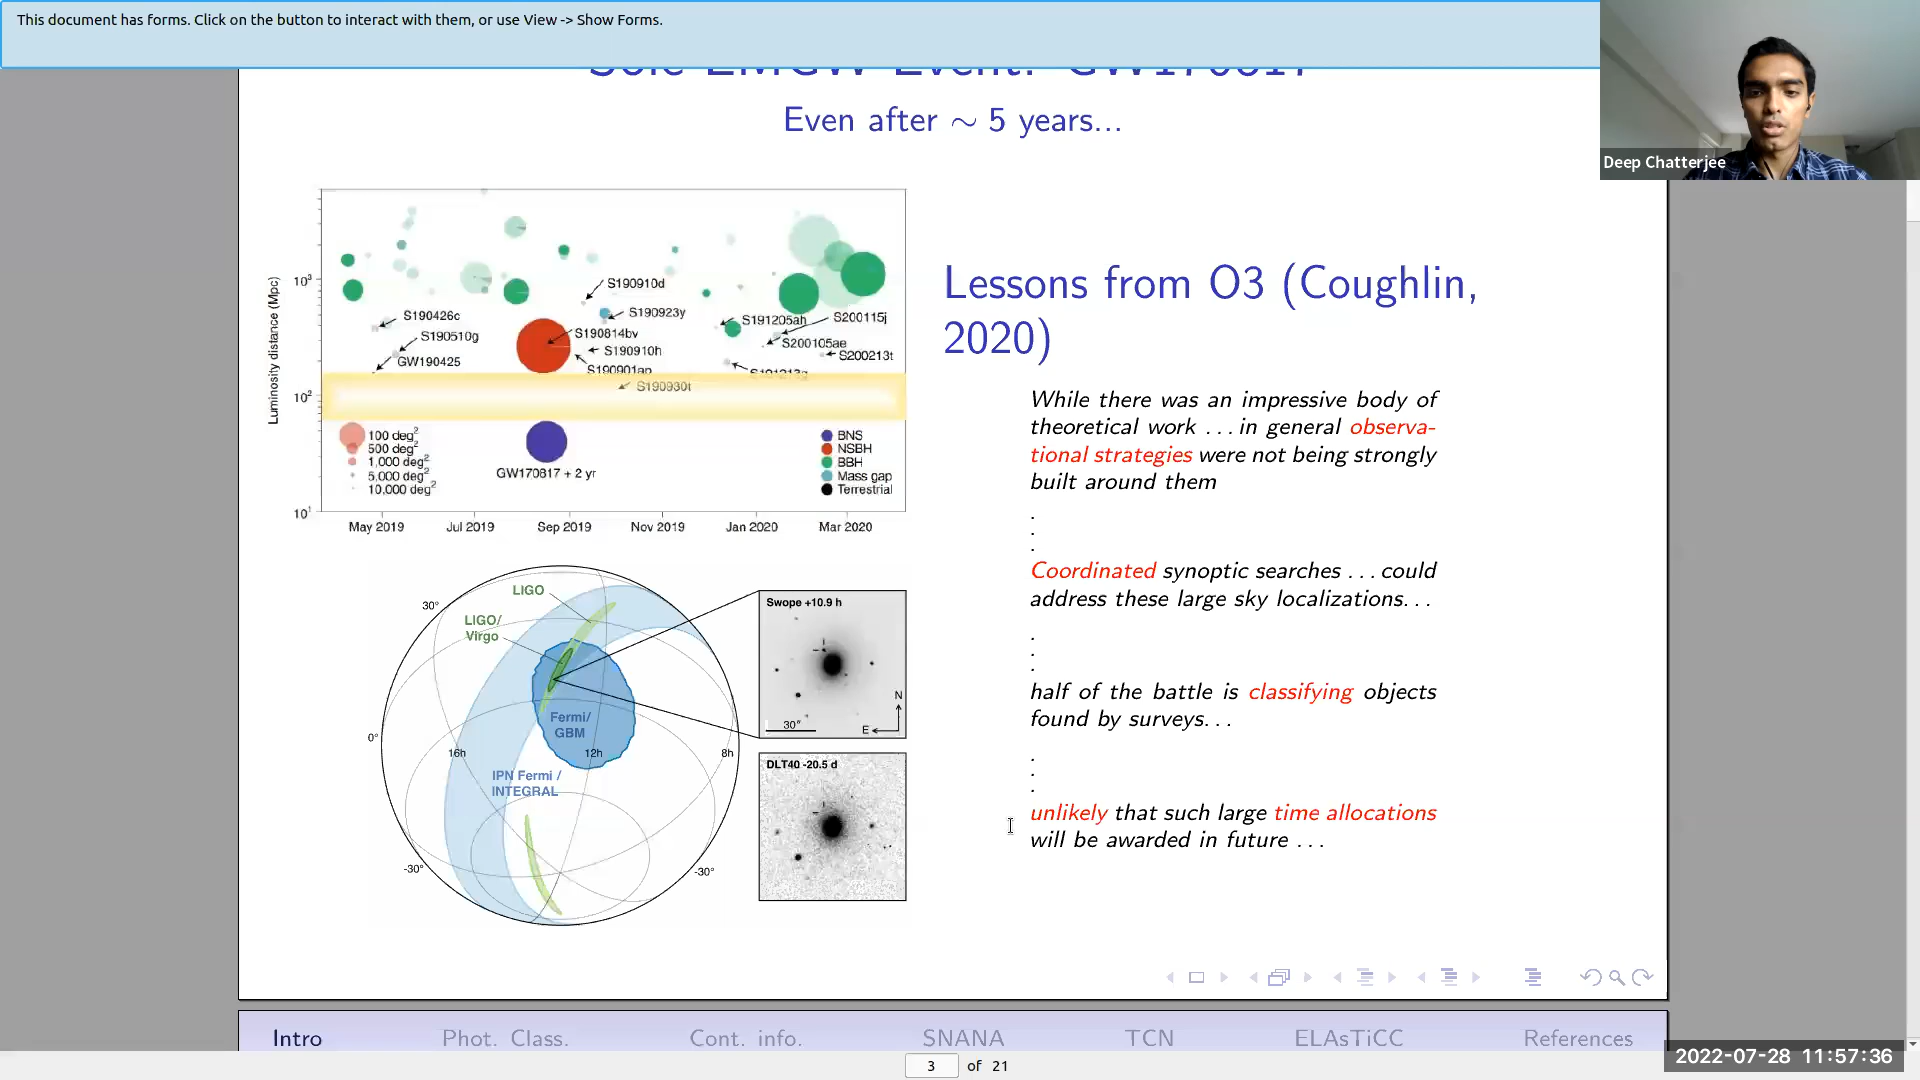 This document has forms. Click on the button to interact with them, or use View -> Show Forms.
Deep Chatterjee
Sole EMGW Event: GW170817
Even after ~ 5 years...
Luminosity distance (Mpc)
10³
10²
10¹
S190426c
S190510g
GW190425
S190910d
S190923y
S190814bv
S190910h
S190901ap
S190930t
S191205ah
S200115j
S200105ae
S200213t
S191213g
100 deg²
500 deg²
1,000 deg²
5,000 deg²
10,000 deg²
GW170817 + 2 yr
BNS
NSBH
BBH
Mass gap
Terrestrial
May 2019
Jul 2019
Sep 2019
Nov 2019
Jan 2020
Mar 2020
LIGO
LIGO/
Virgo
Fermi/
GBM
IPN Fermi /
INTEGRAL
30°
0°
-30°
-30°
16h
12h
8h
Swope +10.9 h
N
E
30"
DLT40 -20.5 d
Lessons from O3 (Coughlin,
2020)
While there was an impressive body of
theoretical work ... in general observa-
tional strategies were not being strongly
built around them
.
.
.
Coordinated synoptic searches ... could
address these large sky localizations...
.
.
.
half of the battle is classifying objects
found by surveys...
.
.
.
unlikely that such large time allocations
will be awarded in future ...
Intro
Phot. Class.
Cont. info.
SNANA
TCN
ELAsTiCC
References
3 of 21
2022-07-28 11:57:36